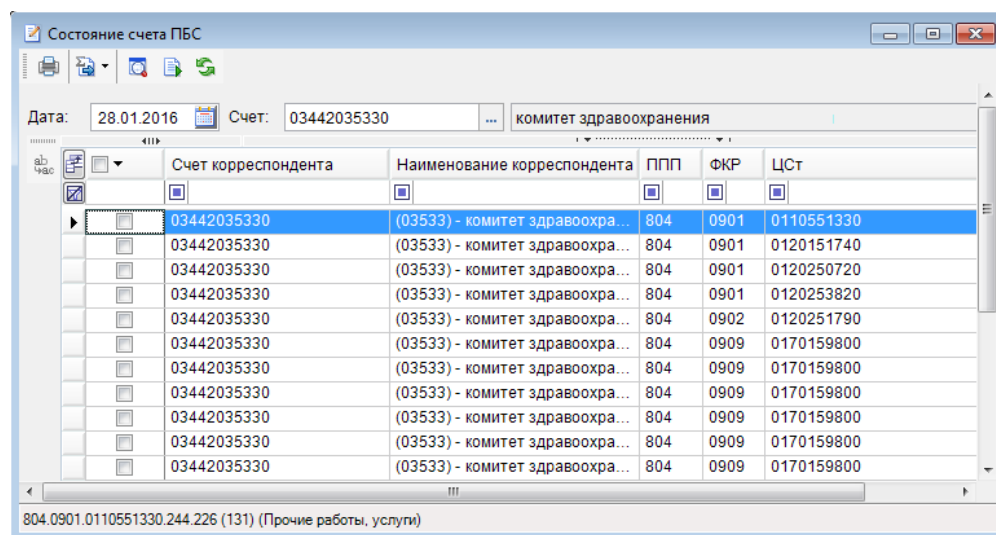 Состояние счета ПБС
Дата: 28.01.2016 Счет: 03442035330 ... комитет здравоохранения
Счет корреспондента Наименование корреспондента ППП ФКР ЦСт
03442035330 (03533) - комитет здравоохра... 804 0901 0110551330
03442035330 (03533) - комитет здравоохра... 804 0901 0120151740
03442035330 (03533) - комитет здравоохра... 804 0901 0120250720
03442035330 (03533) - комитет здравоохра... 804 0901 0120253820
03442035330 (03533) - комитет здравоохра... 804 0902 0120251790
03442035330 (03533) - комитет здравоохра... 804 0909 0170159800
03442035330 (03533) - комитет здравоохра... 804 0909 0170159800
03442035330 (03533) - комитет здравоохра... 804 0909 0170159800
03442035330 (03533) - комитет здравоохра... 804 0909 0170159800
03442035330 (03533) - комитет здравоохра... 804 0909 0170159800
03442035330 (03533) - комитет здравоохра... 804 0909 0170159800
804.0901.0110551330.244.226 (131) (Прочие работы, услуги)